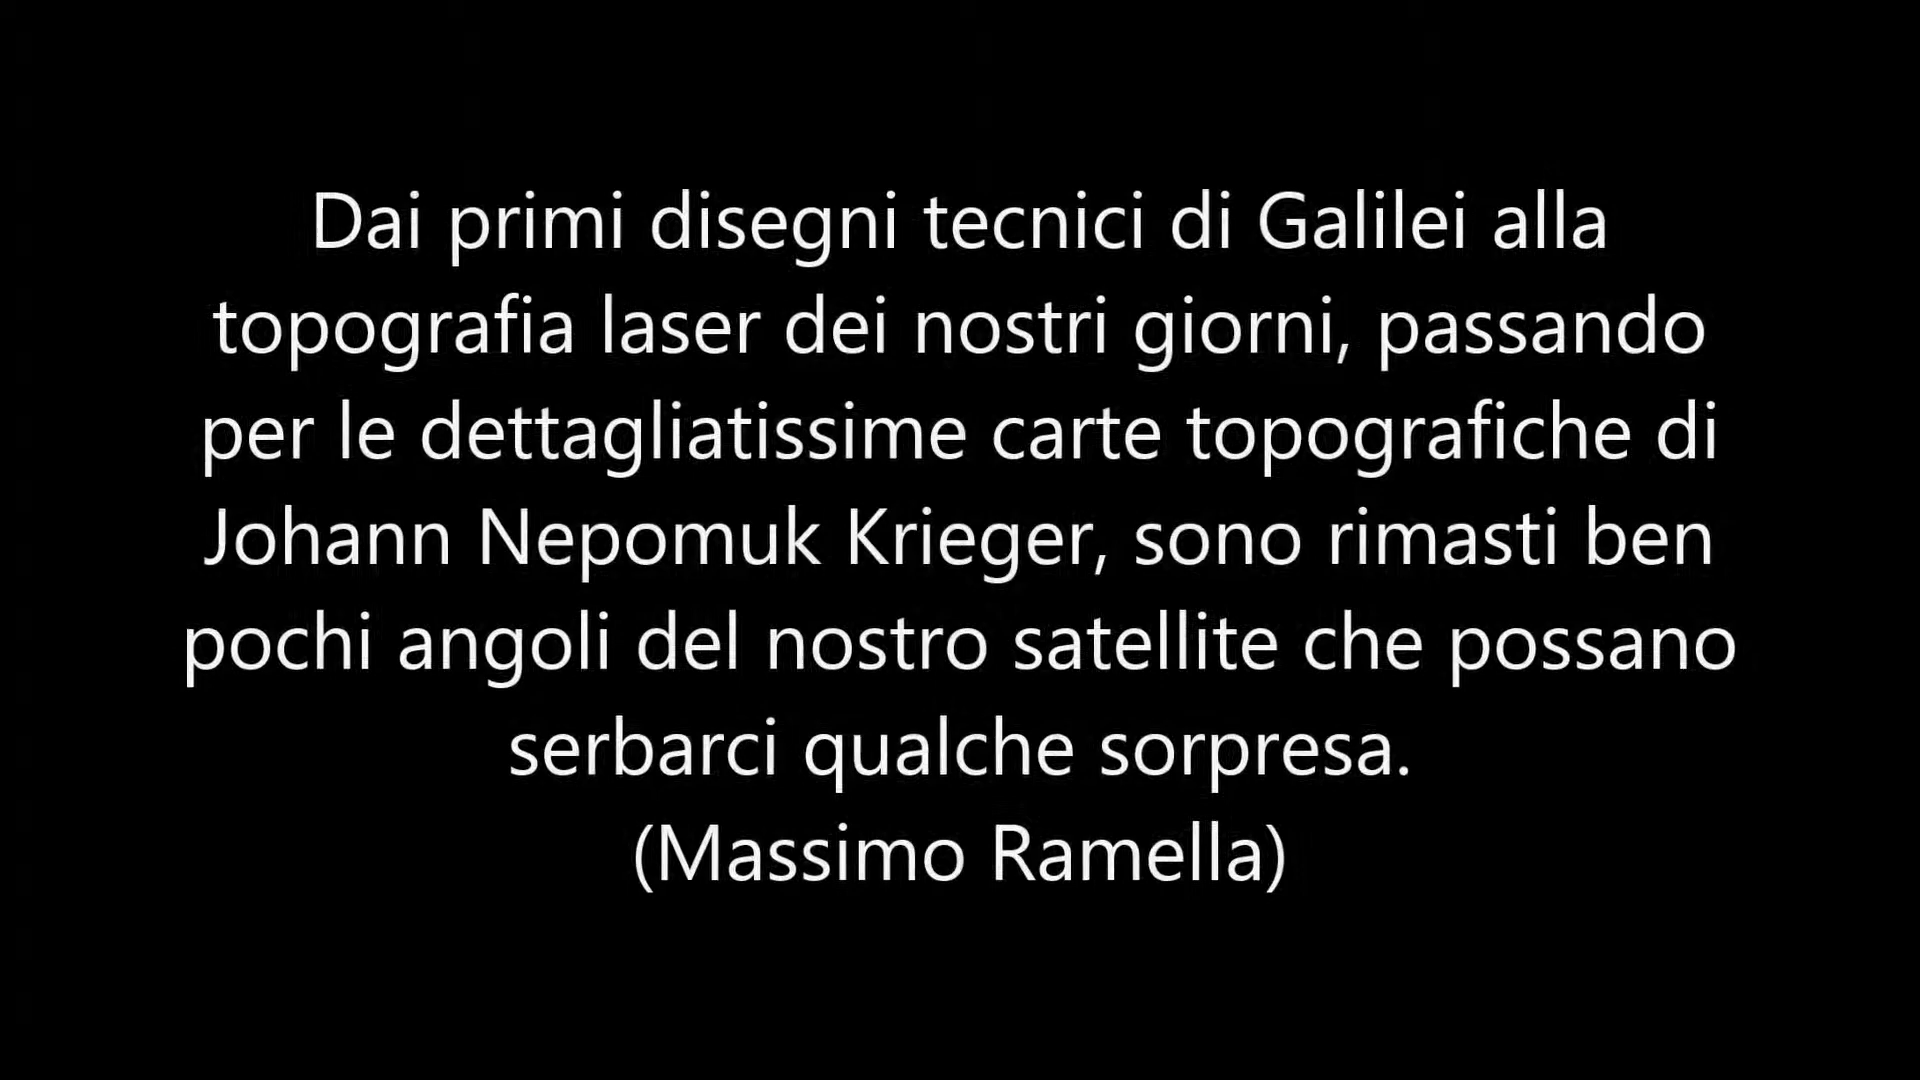 Dai primi disegni tecnici di Galilei alla
topografia laser dei nostri giorni, passando
per le dettagliatissime carte topografiche di
Johann Nepomuk Krieger, sono rimasti ben
pochi angoli del nostro satellite che possano
serbarci qualche sorpresa.
(Massimo Ramella)